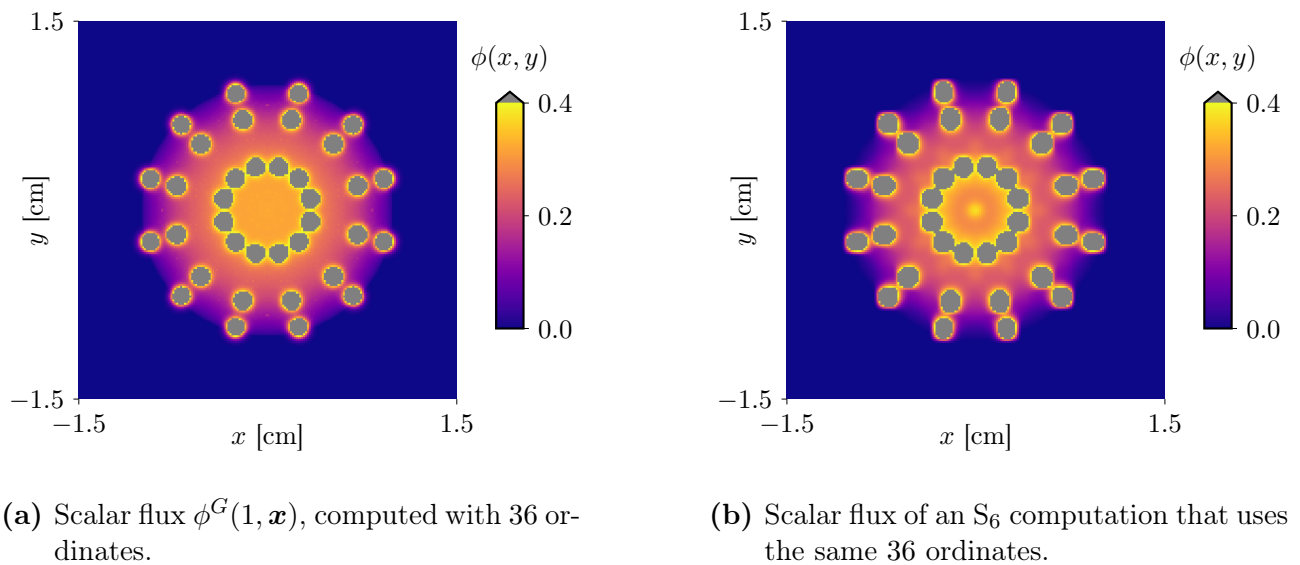 1.5
ϕ(x, y)
0.4
0.2
0.0
y [cm]
−1.5
−1.5
x [cm]
1.5
1.5
ϕ(x, y)
0.4
0.2
0.0
y [cm]
−1.5
−1.5
x [cm]
1.5
(a) Scalar flux ϕ^G(1, x), computed with 36 or-
dinates.
(b) Scalar flux of an S₆ computation that uses
the same 36 ordinates.